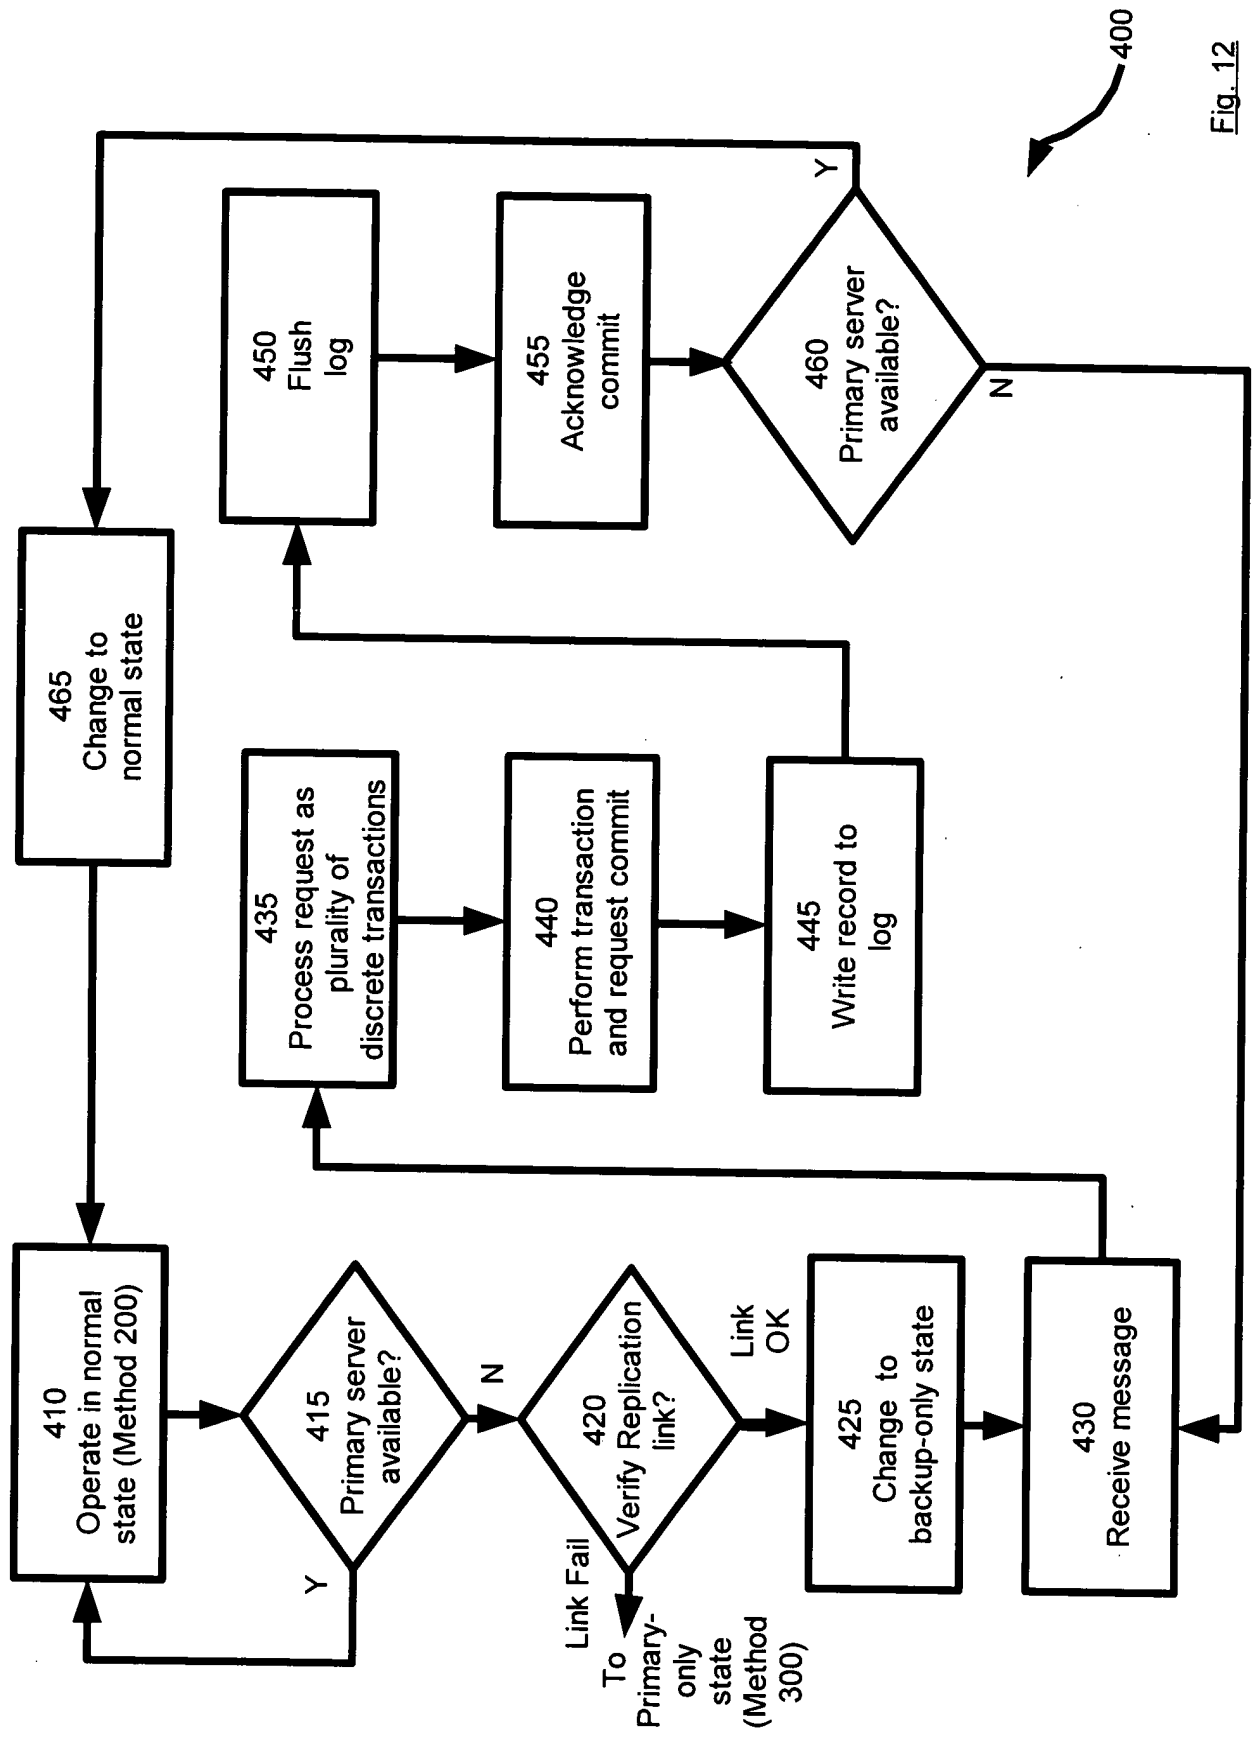 410
Operate in normal
state (Method 200)
415
Primary server
available?
Y
N
420
Verify Replication
link?
Link Fail
To
Primary-
only
state
(Method
300)
Link
OK
425
Change to
backup-only state
430
Receive message
435
Process request as
plurality of
discrete transactions
440
Perform transaction
and request commit
445
Write record to
log
450
Flush
log
455
Acknowledge
commit
460
Primary server
available?
Y
N
465
Change to
normal state
400
Fig. 12